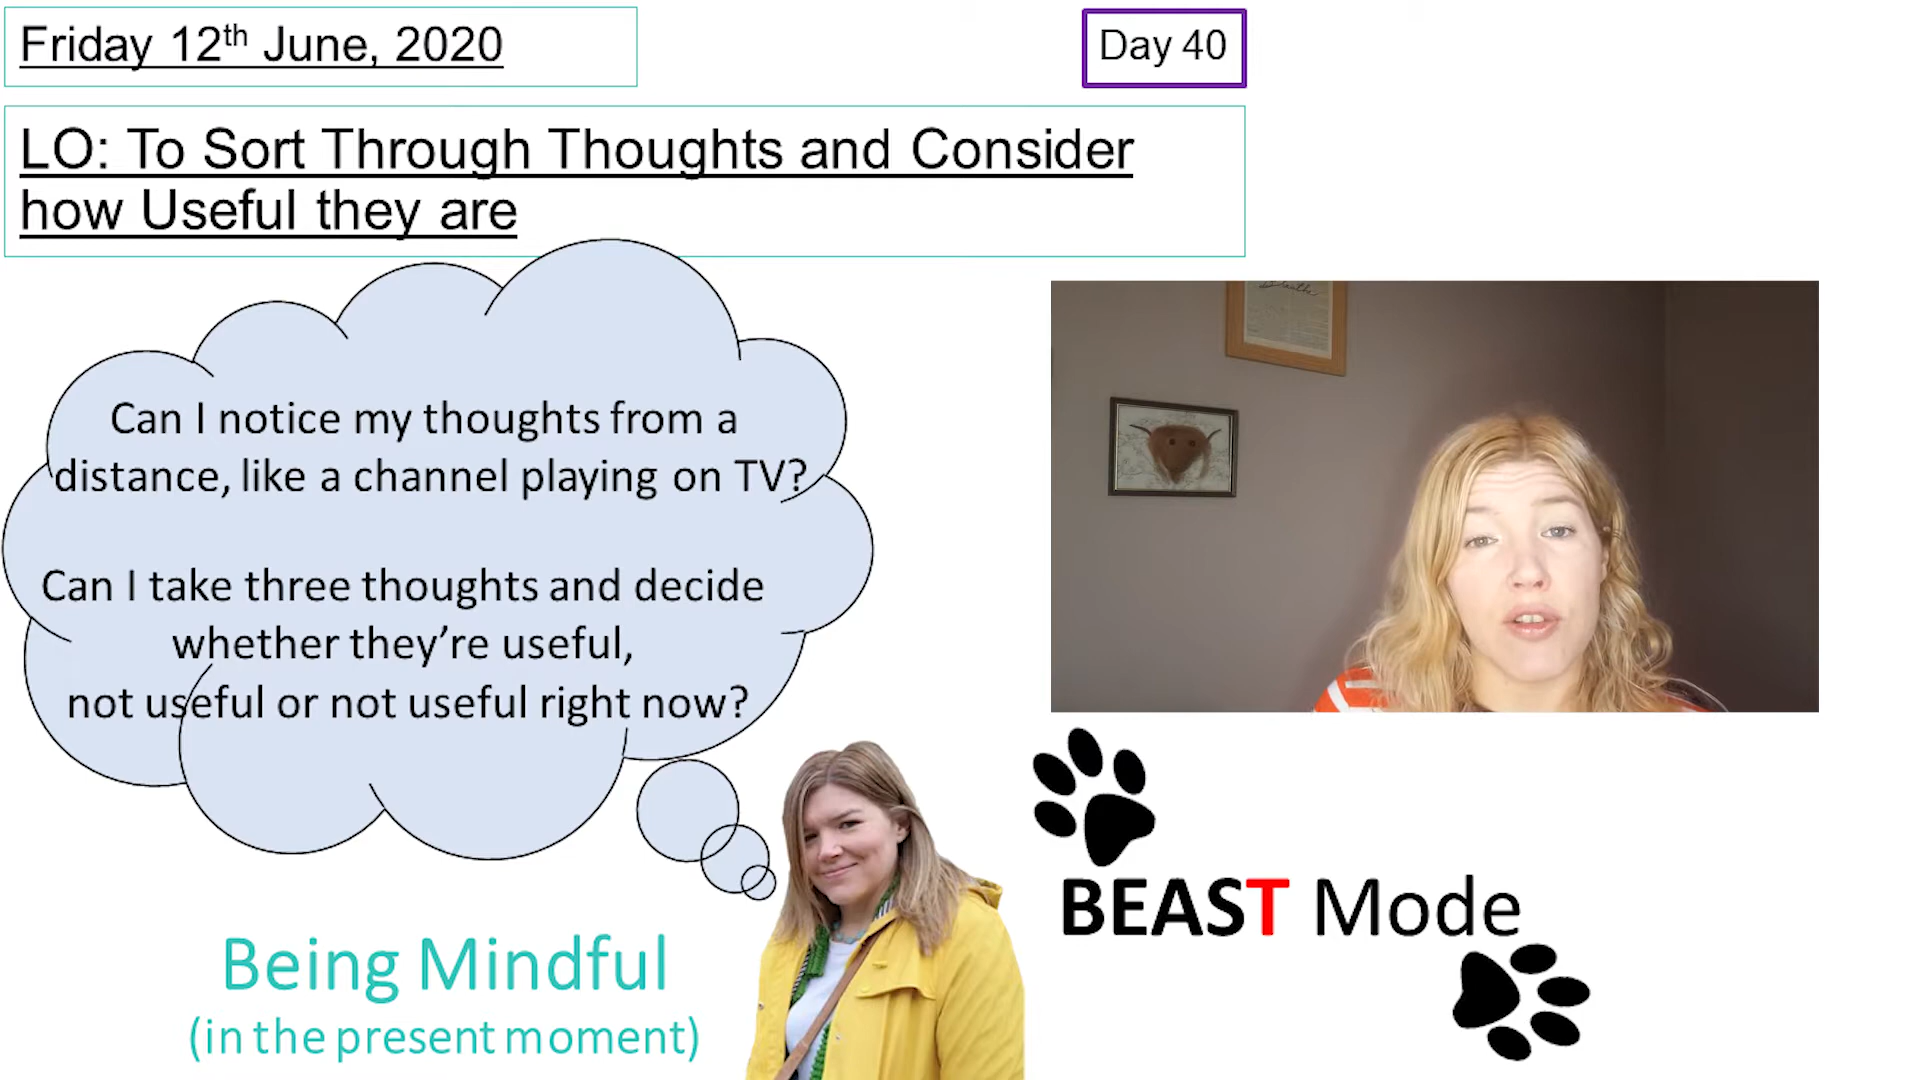 Friday 12th June, 2020
Day 40
LO: To Sort Through Thoughts and Consider
how Useful they are
Can I notice my thoughts from a
distance, like a channel playing on TV?
Can I take three thoughts and decide
whether they're useful,
not useful or not useful right now?
Breathe
BEAST Mode
Being Mindful
(in the present moment)